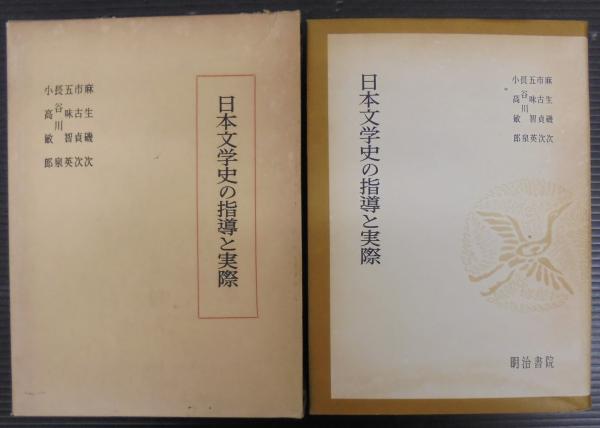 日本文学史の指導と実際
麻生磯次
市古貞次
五味智英
長谷川泉
小高敏郎
麻生磯次
市古貞次
五味智英
長谷川泉
小高敏郎
日本文学史の指導と実際
明治書院